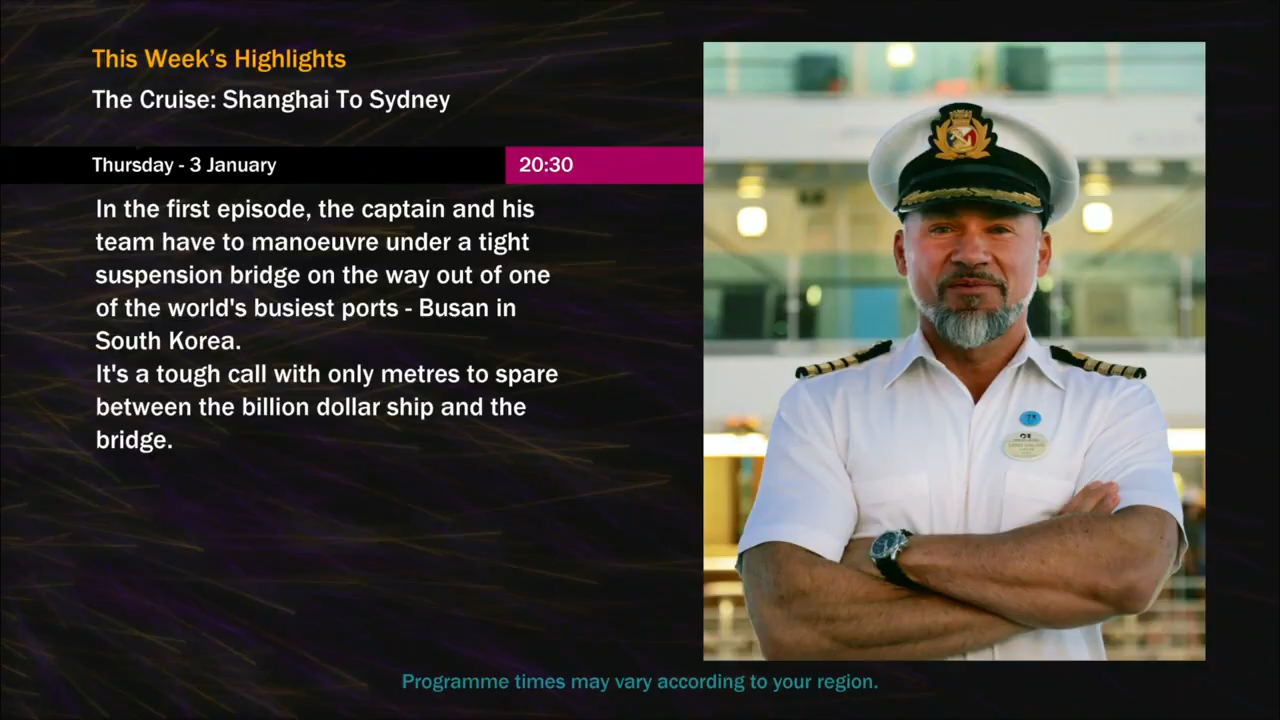 This Week’s Highlights
The Cruise: Shanghai To Sydney
Thursday - 3 January
20:30
In the first episode, the captain and his
team have to manoeuvre under a tight
suspension bridge on the way out of one
of the world's busiest ports - Busan in
South Korea.
It's a tough call with only metres to spare
between the billion dollar ship and the
bridge.
Programme times may vary according to your region.